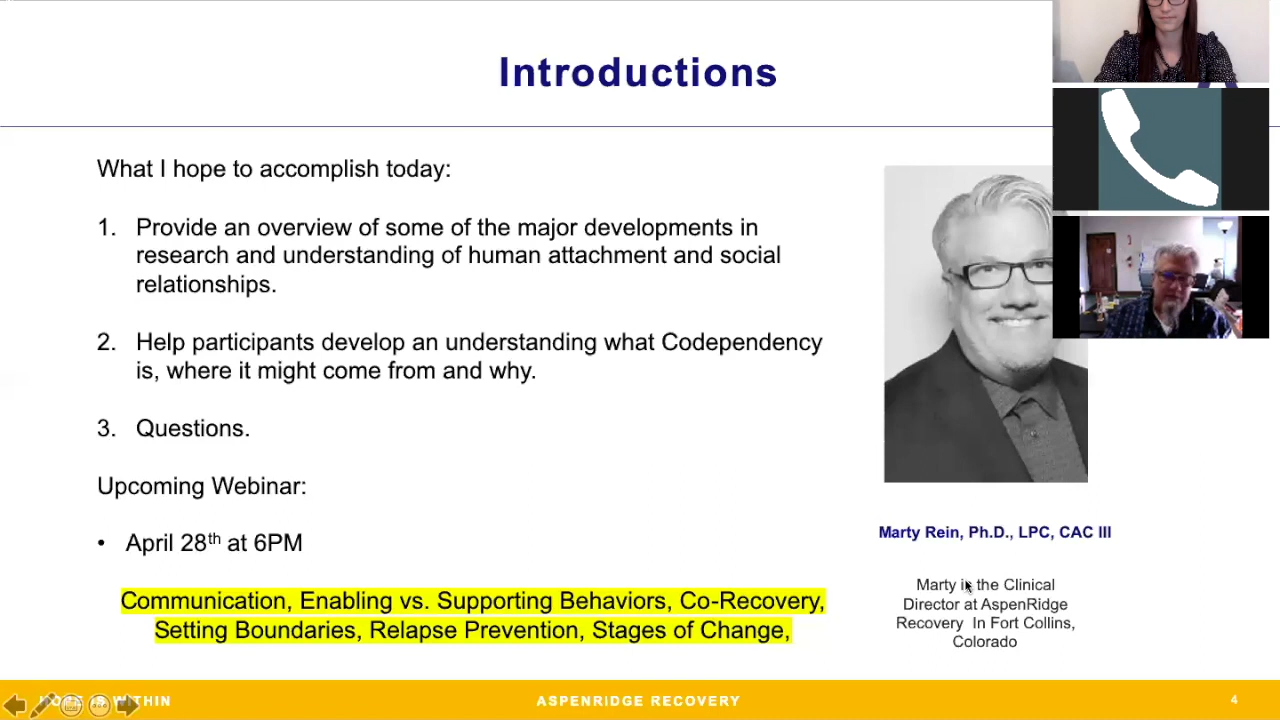 Introductions
What I hope to accomplish today:
1. Provide an overview of some of the major developments in
research and understanding of human attachment and social
relationships.
2. Help participants develop an understanding what Codependency
is, where it might come from and why.
3. Questions.
Upcoming Webinar:
• April 28th at 6PM
Communication, Enabling vs. Supporting Behaviors, Co-Recovery,
Setting Boundaries, Relapse Prevention, Stages of Change,
Marty Rein, Ph.D., LPC, CAC III
Marty is the Clinical
Director at AspenRidge
Recovery In Fort Collins,
Colorado
HOPE IS WITHIN
ASPENRIDGE RECOVERY
4